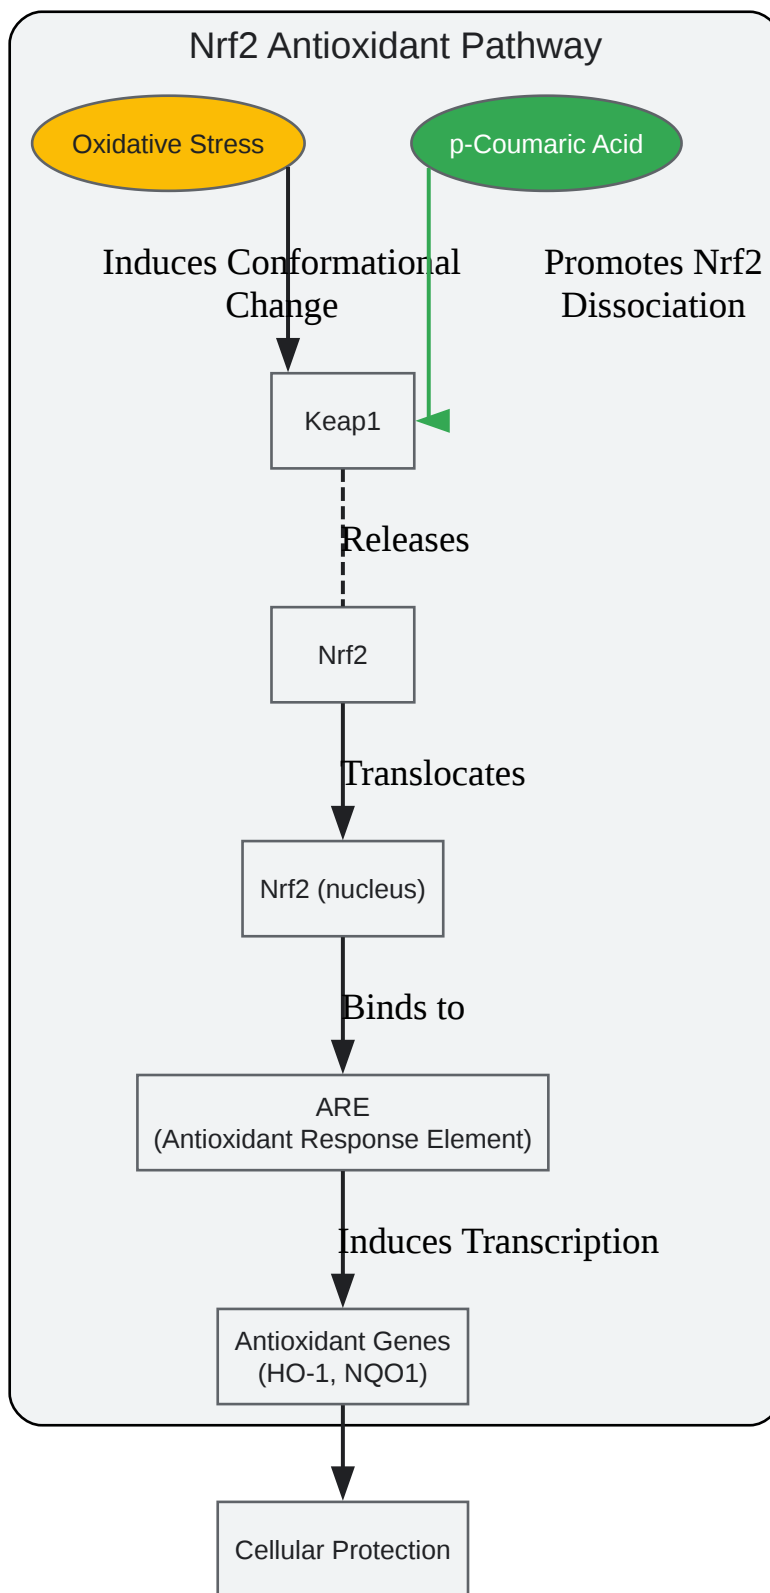 Nrf2 Antioxidant Pathway
Oxidative Stress
p-Coumaric Acid
Induces Conformational
Change
Promotes Nrf2
Dissociation
Keap1
Releases
Nrf2
Translocates
Nrf2 (nucleus)
Binds to
ARE
(Antioxidant Response Element)
Induces Transcription
Antioxidant Genes
(HO-1, NQO1)
Cellular Protection